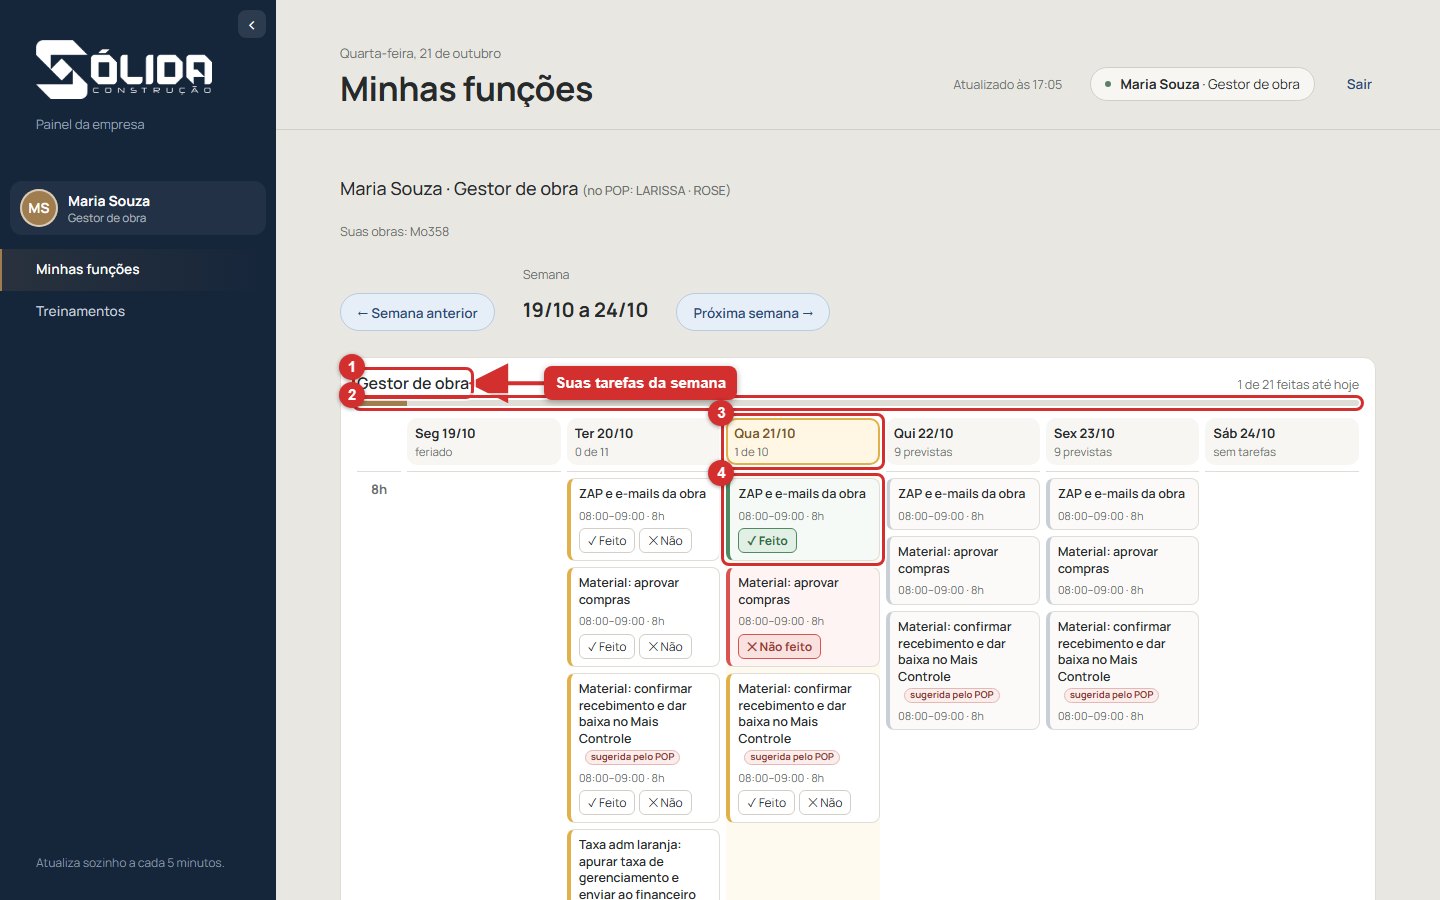 SÓLIDA
CONSTRUÇÃO
Painel da empresa
MS
Maria Souza
Gestor de obra
Minhas funções
Treinamentos
Atualiza sozinho a cada 5 minutos.
Quarta-feira, 21 de outubro
Minhas funções
Atualizado às 17:05
Maria Souza · Gestor de obra
Sair
Maria Souza · Gestor de obra (no POP: LARISSA · ROSE)
Suas obras: Mo358
← Semana anterior
Semana
19/10 a 24/10
Próxima semana →
1
Gestor de obra
Suas tarefas da semana
1 de 21 feitas até hoje
2
3
4
Seg 19/10
feriado
Ter 20/10
0 de 11
Qua 21/10
1 de 10
Qui 22/10
9 previstas
Sex 23/10
9 previstas
Sáb 24/10
sem tarefas
8h
ZAP e e-mails da obra
08:00–09:00 · 8h
✓ Feito
✕ Não
Material: aprovar
compras
08:00–09:00 · 8h
✓ Feito
✕ Não
Material: confirmar
recebimento e dar
baixa no Mais
Controle
sugerida pelo POP
08:00–09:00 · 8h
✓ Feito
✕ Não
Taxa adm laranja:
apurar taxa de
gerenciamento e
enviar ao financeiro
ZAP e e-mails da obra
08:00–09:00 · 8h
✓ Feito
Material: aprovar
compras
08:00–09:00 · 8h
✕ Não feito
Material: confirmar
recebimento e dar
baixa no Mais
Controle
sugerida pelo POP
08:00–09:00 · 8h
✓ Feito
✕ Não
ZAP e e-mails da obra
08:00–09:00 · 8h
Material: aprovar
compras
08:00–09:00 · 8h
Material: confirmar
recebimento e dar
baixa no Mais
Controle
sugerida pelo POP
08:00–09:00 · 8h
ZAP e e-mails da obra
08:00–09:00 · 8h
Material: aprovar
compras
08:00–09:00 · 8h
Material: confirmar
recebimento e dar
baixa no Mais
Controle
sugerida pelo POP
08:00–09:00 · 8h